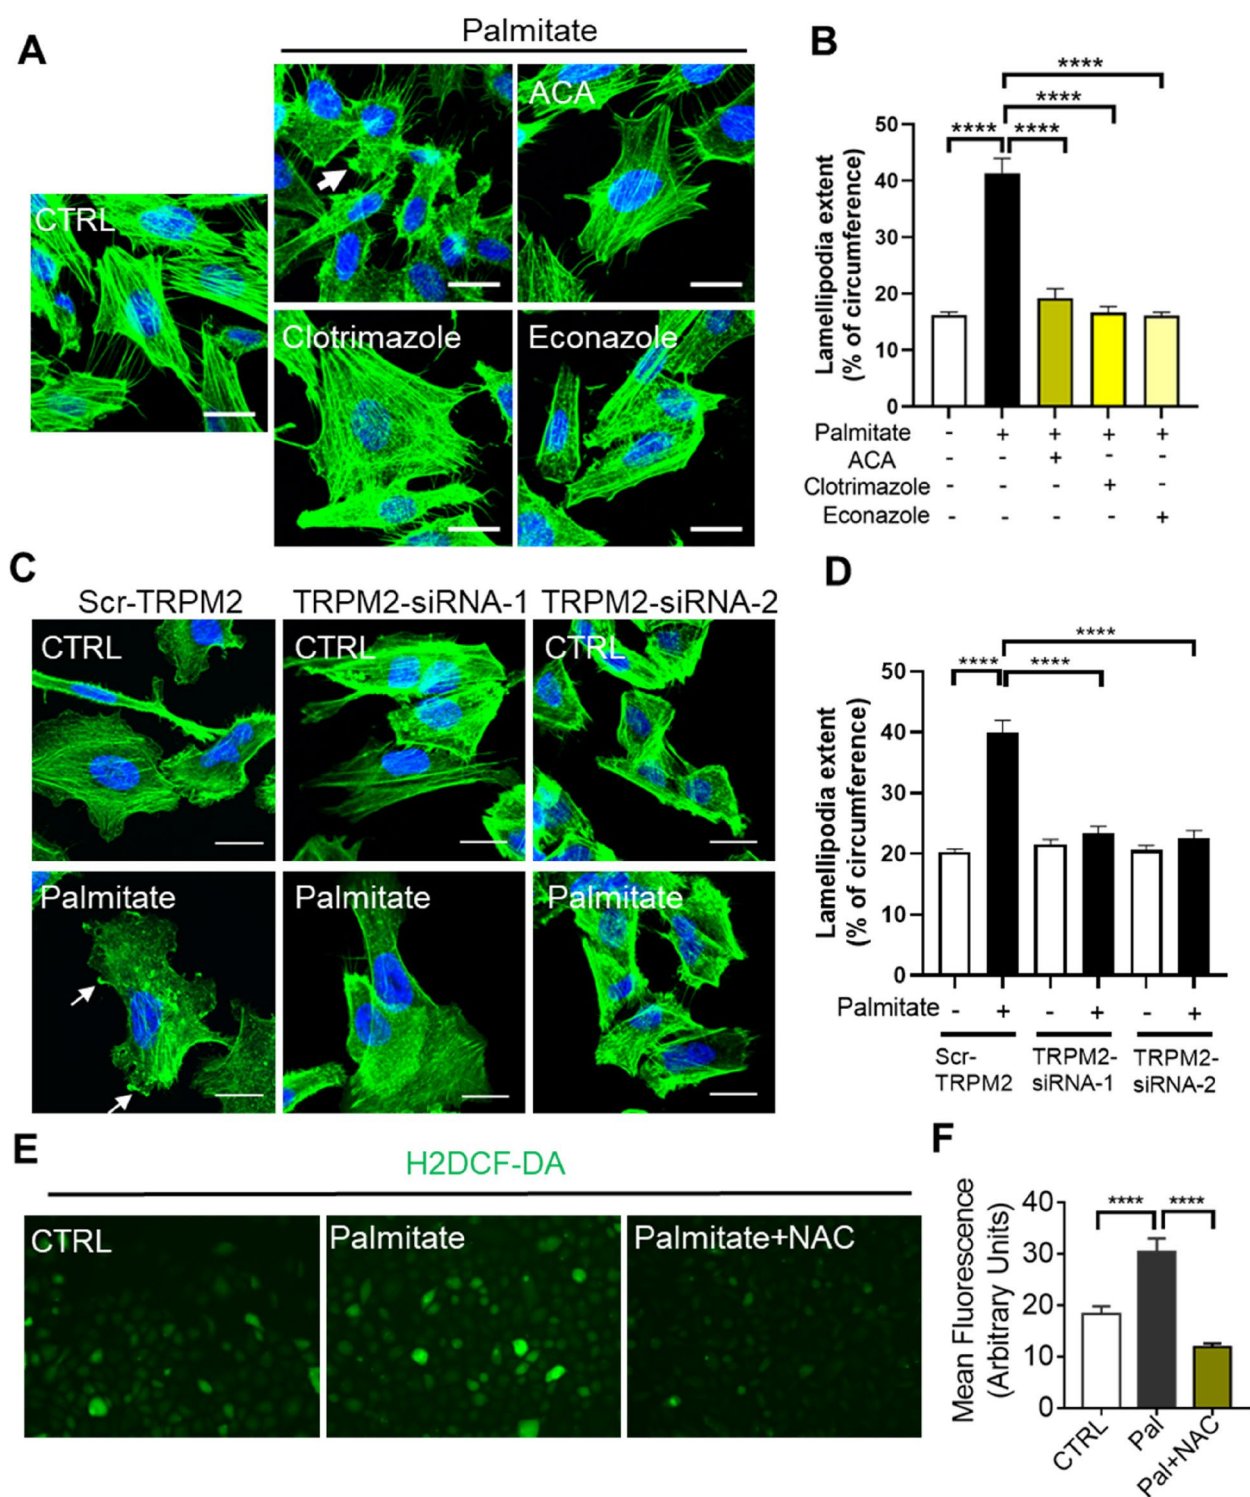 A
Palmitate
CTRL
ACA
Clotrimazole
Econazole
B
****
****
**** ****
Lamellipodia extent
(% of circumference)
50
40
30
20
10
0
Palmitate - + + + +
ACA - - + - -
Clotrimazole - - - + -
Econazole - - - - +
C
Scr-TRPM2 TRPM2-siRNA-1 TRPM2-siRNA-2
CTRL CTRL CTRL
Palmitate Palmitate Palmitate
D
****
**** ****
Lamellipodia extent
(% of circumference)
50
40
30
20
10
0
Palmitate - + - + - +
Scr-
TRPM2
TRPM2-
siRNA-1
TRPM2-
siRNA-2
E
H2DCF-DA
CTRL Palmitate Palmitate+NAC
F
**** ****
Mean Fluorescence
(Arbitrary Units)
40
30
20
10
0
CTRL
Pal
Pal+NAC